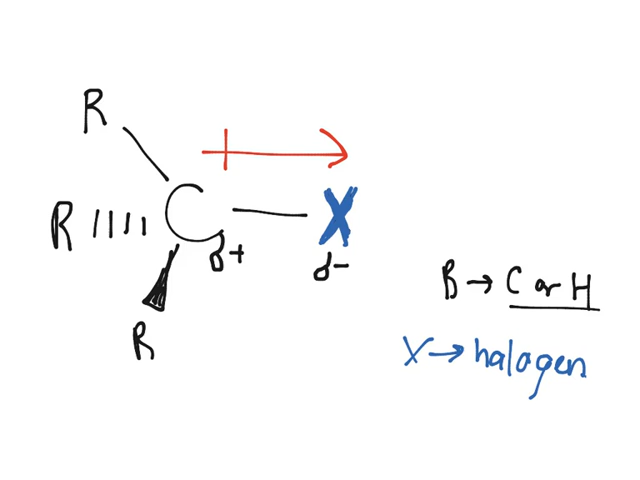 R
R C X
δ+ δ-
R
R → C or H
X → halogen